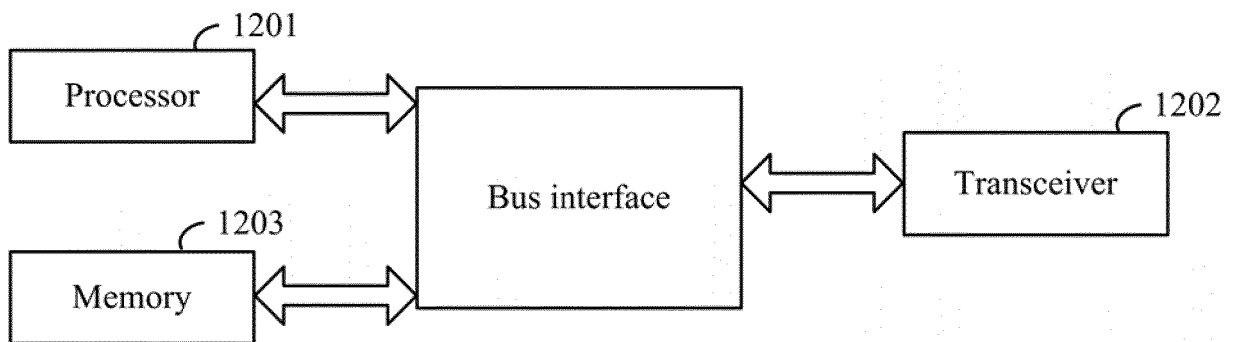 1201
Processor
1202
Bus interface
Transceiver
1203
Memory